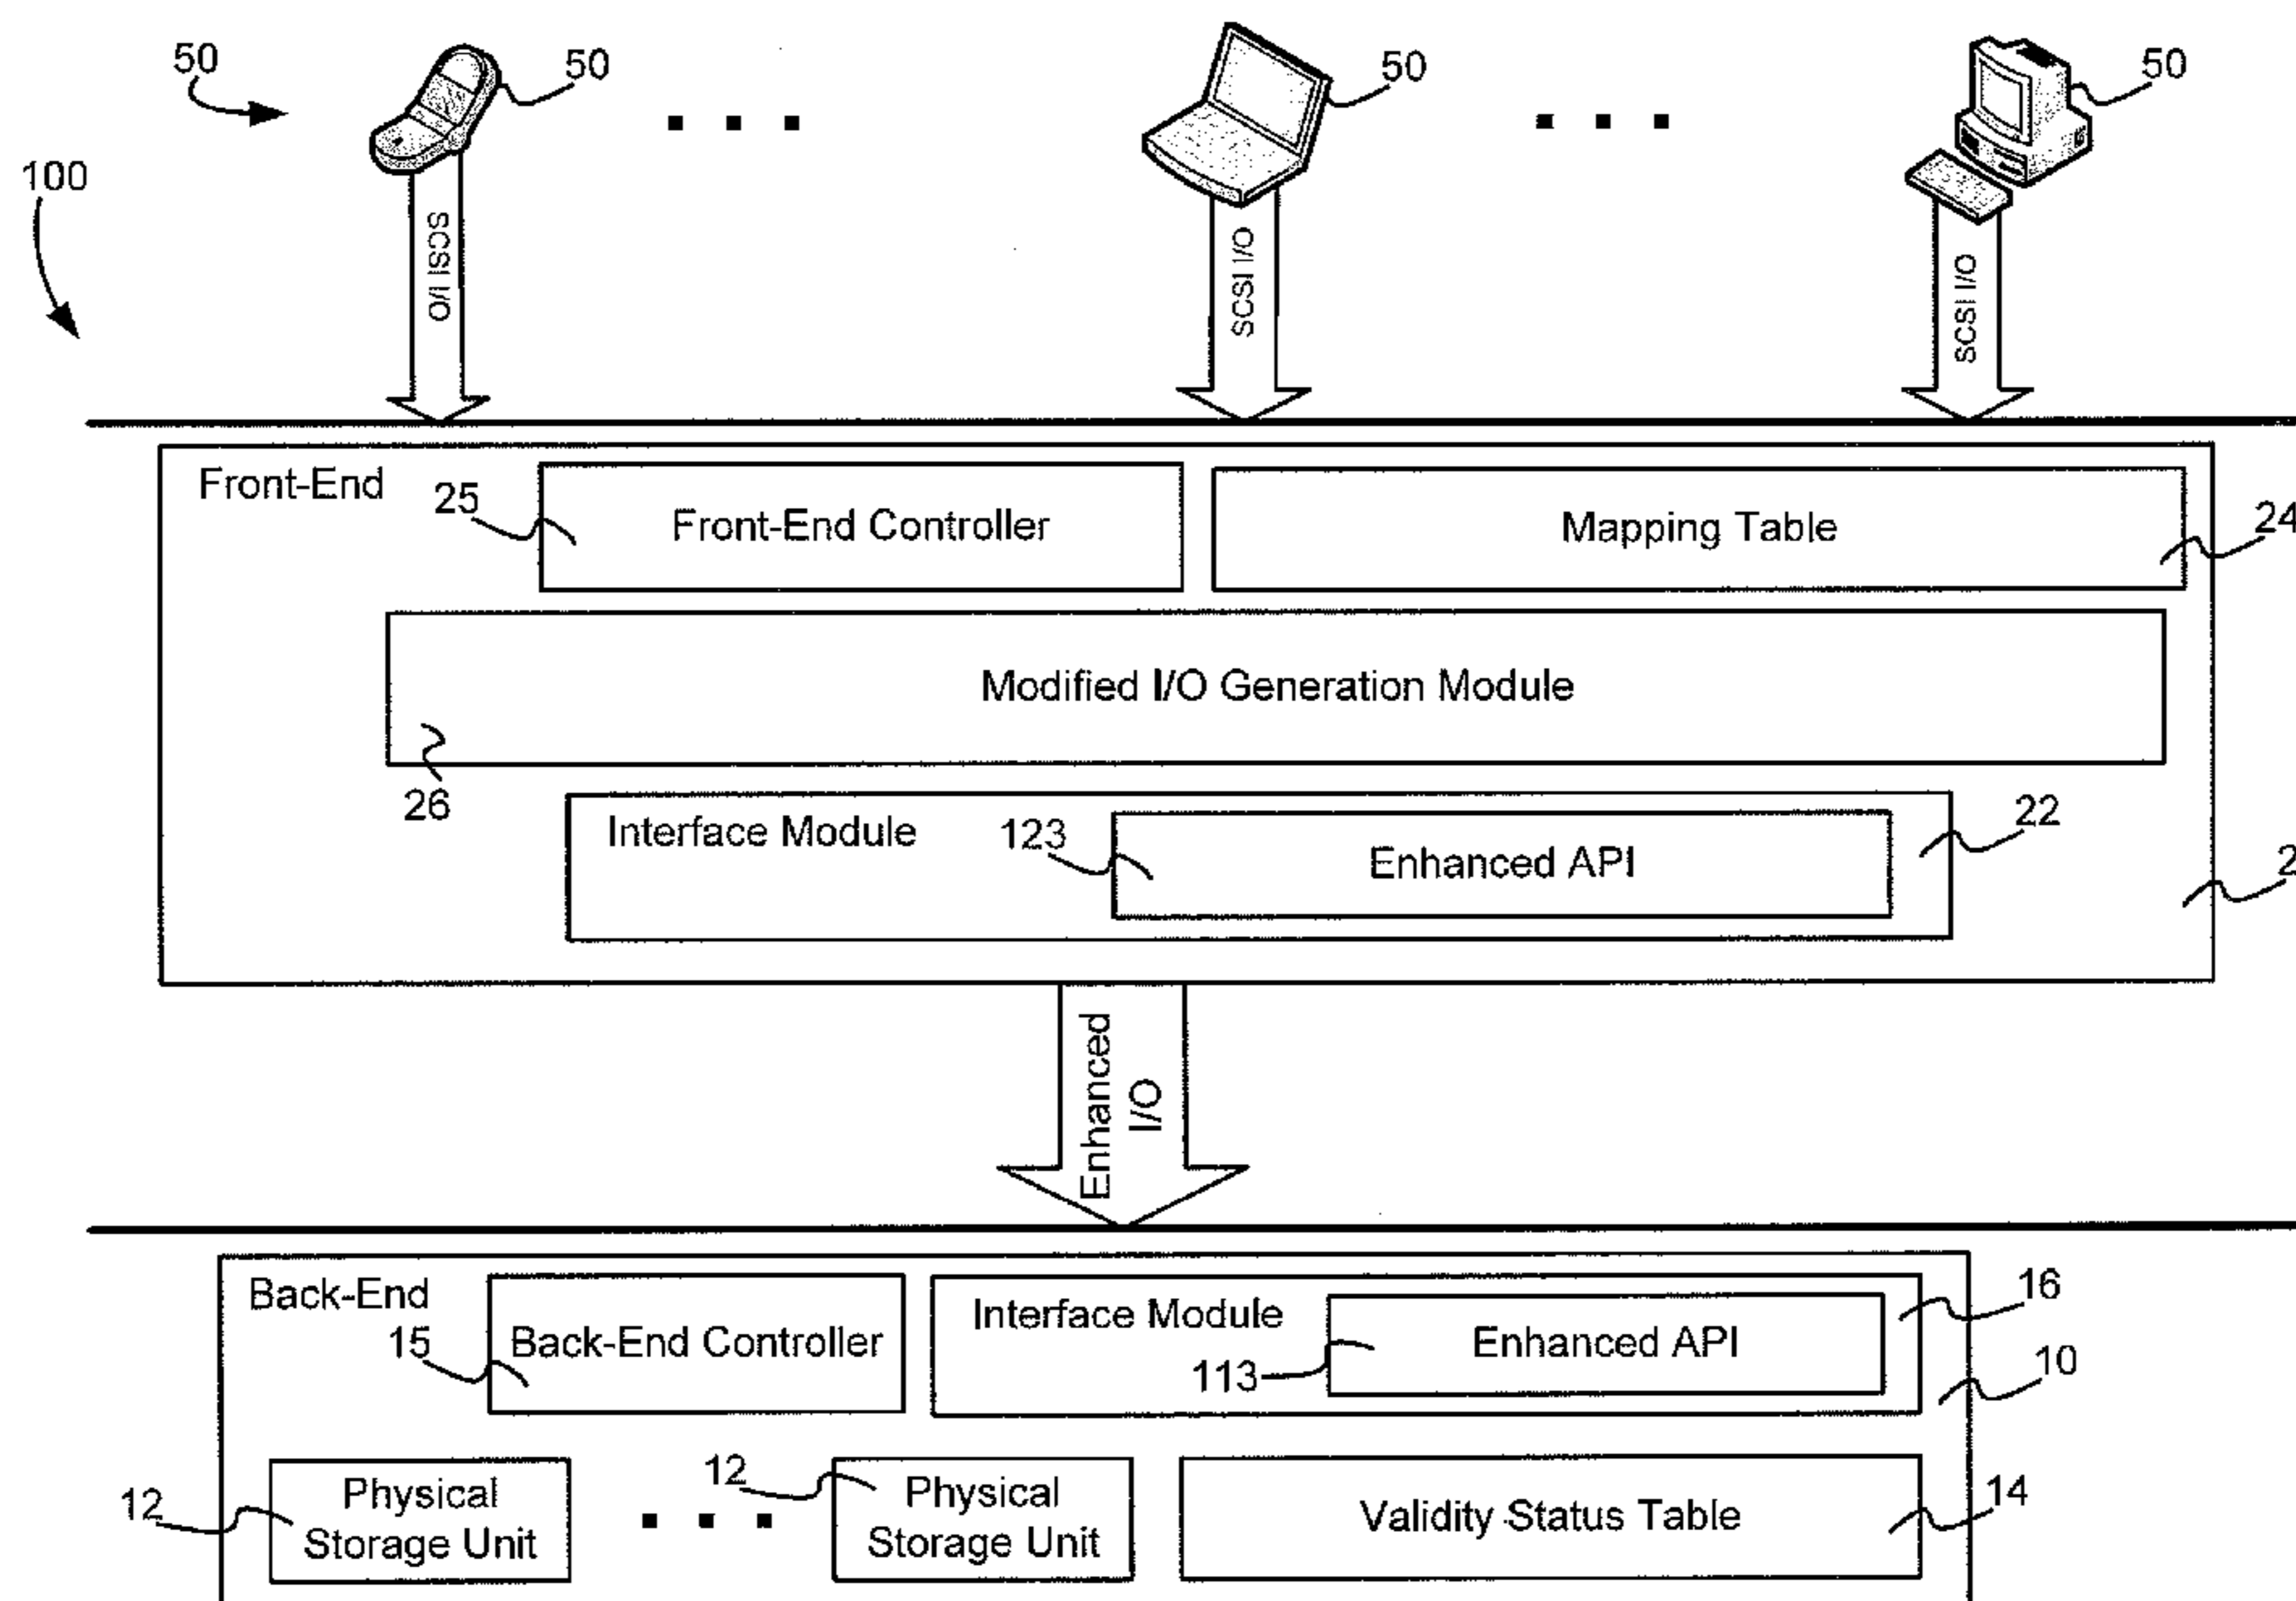 50
50
50
50
100
SCSI I/O
SCSI I/O
SCSI I/O
Front-End
25
Front-End Controller
Mapping Table
24
Modified I/O Generation Module
26
Interface Module
123
Enhanced API
22
2
Enhanced
I/O
Back-End
15
Back-End Controller
Interface Module
113
Enhanced API
16
10
12
Physical
Storage Unit
12
Physical
Storage Unit
Validity Status Table
14